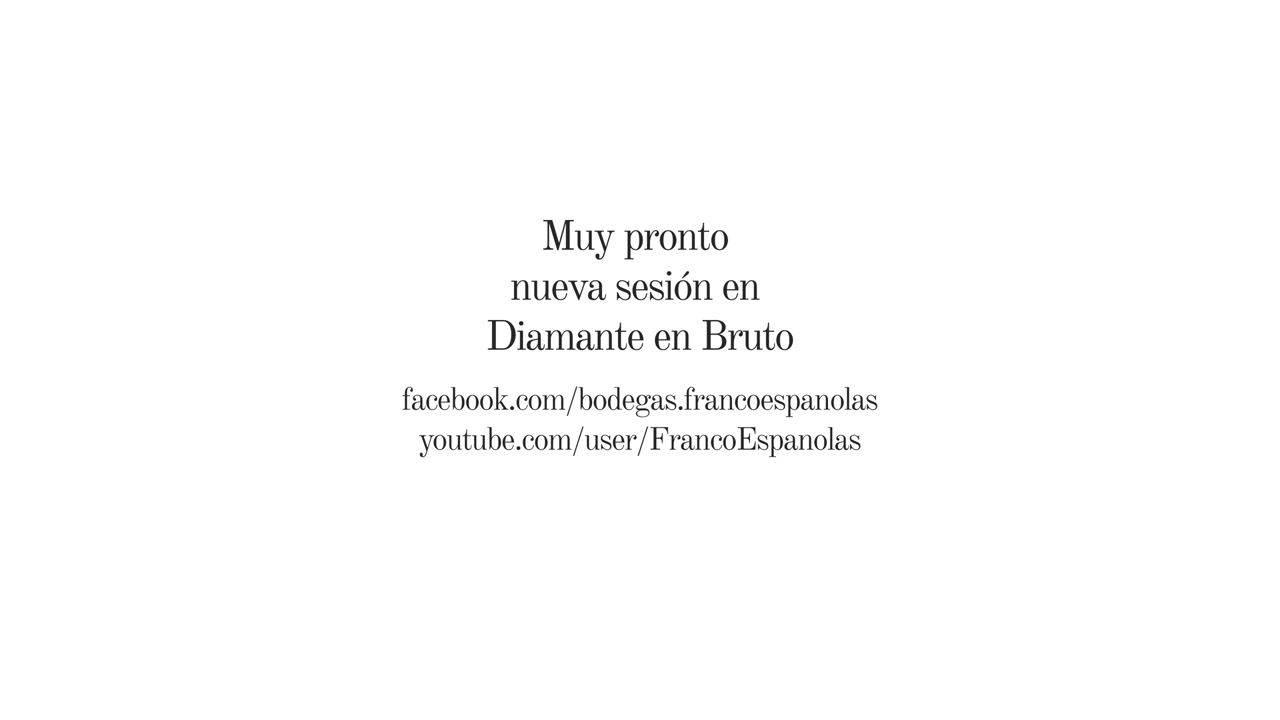 Muy pronto
nueva sesión en
Diamante en Bruto
facebook.com/bodegas.francoespanolas
youtube.com/user/FrancoEspanolas